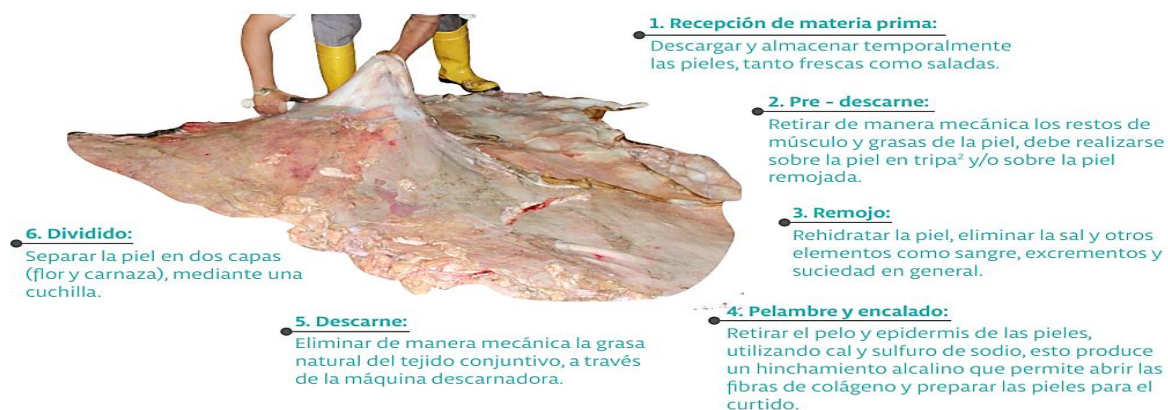 1. Recepción de materia prima:
Descargar y almacenar temporalmente
las pieles, tanto frescas como saladas.
2. Pre - descarne:
Retirar de manera mecánica los restos de
músculo y grasas de la piel, debe realizarse
sobre la piel en tripa² y/o sobre la piel
remojada.
3. Remojo:
Rehidratar la piel, eliminar la sal y otros
elementos como sangre, excrementos y
suciedad en general.
4. Pelambre y encalado:
Retirar el pelo y epidermis de las pieles,
utilizando cal y sulfuro de sodio, esto produce
un hinchamiento alcalino que permite abrir las
fibras de colágeno y preparar las pieles para el
curtido.
5. Descarne:
Eliminar de manera mecánica la grasa
natural del tejido conjuntivo, a través
de la máquina descarnadora.
6. Dividido:
Separar la piel en dos capas
(flor y carnaza), mediante una
cuchilla.